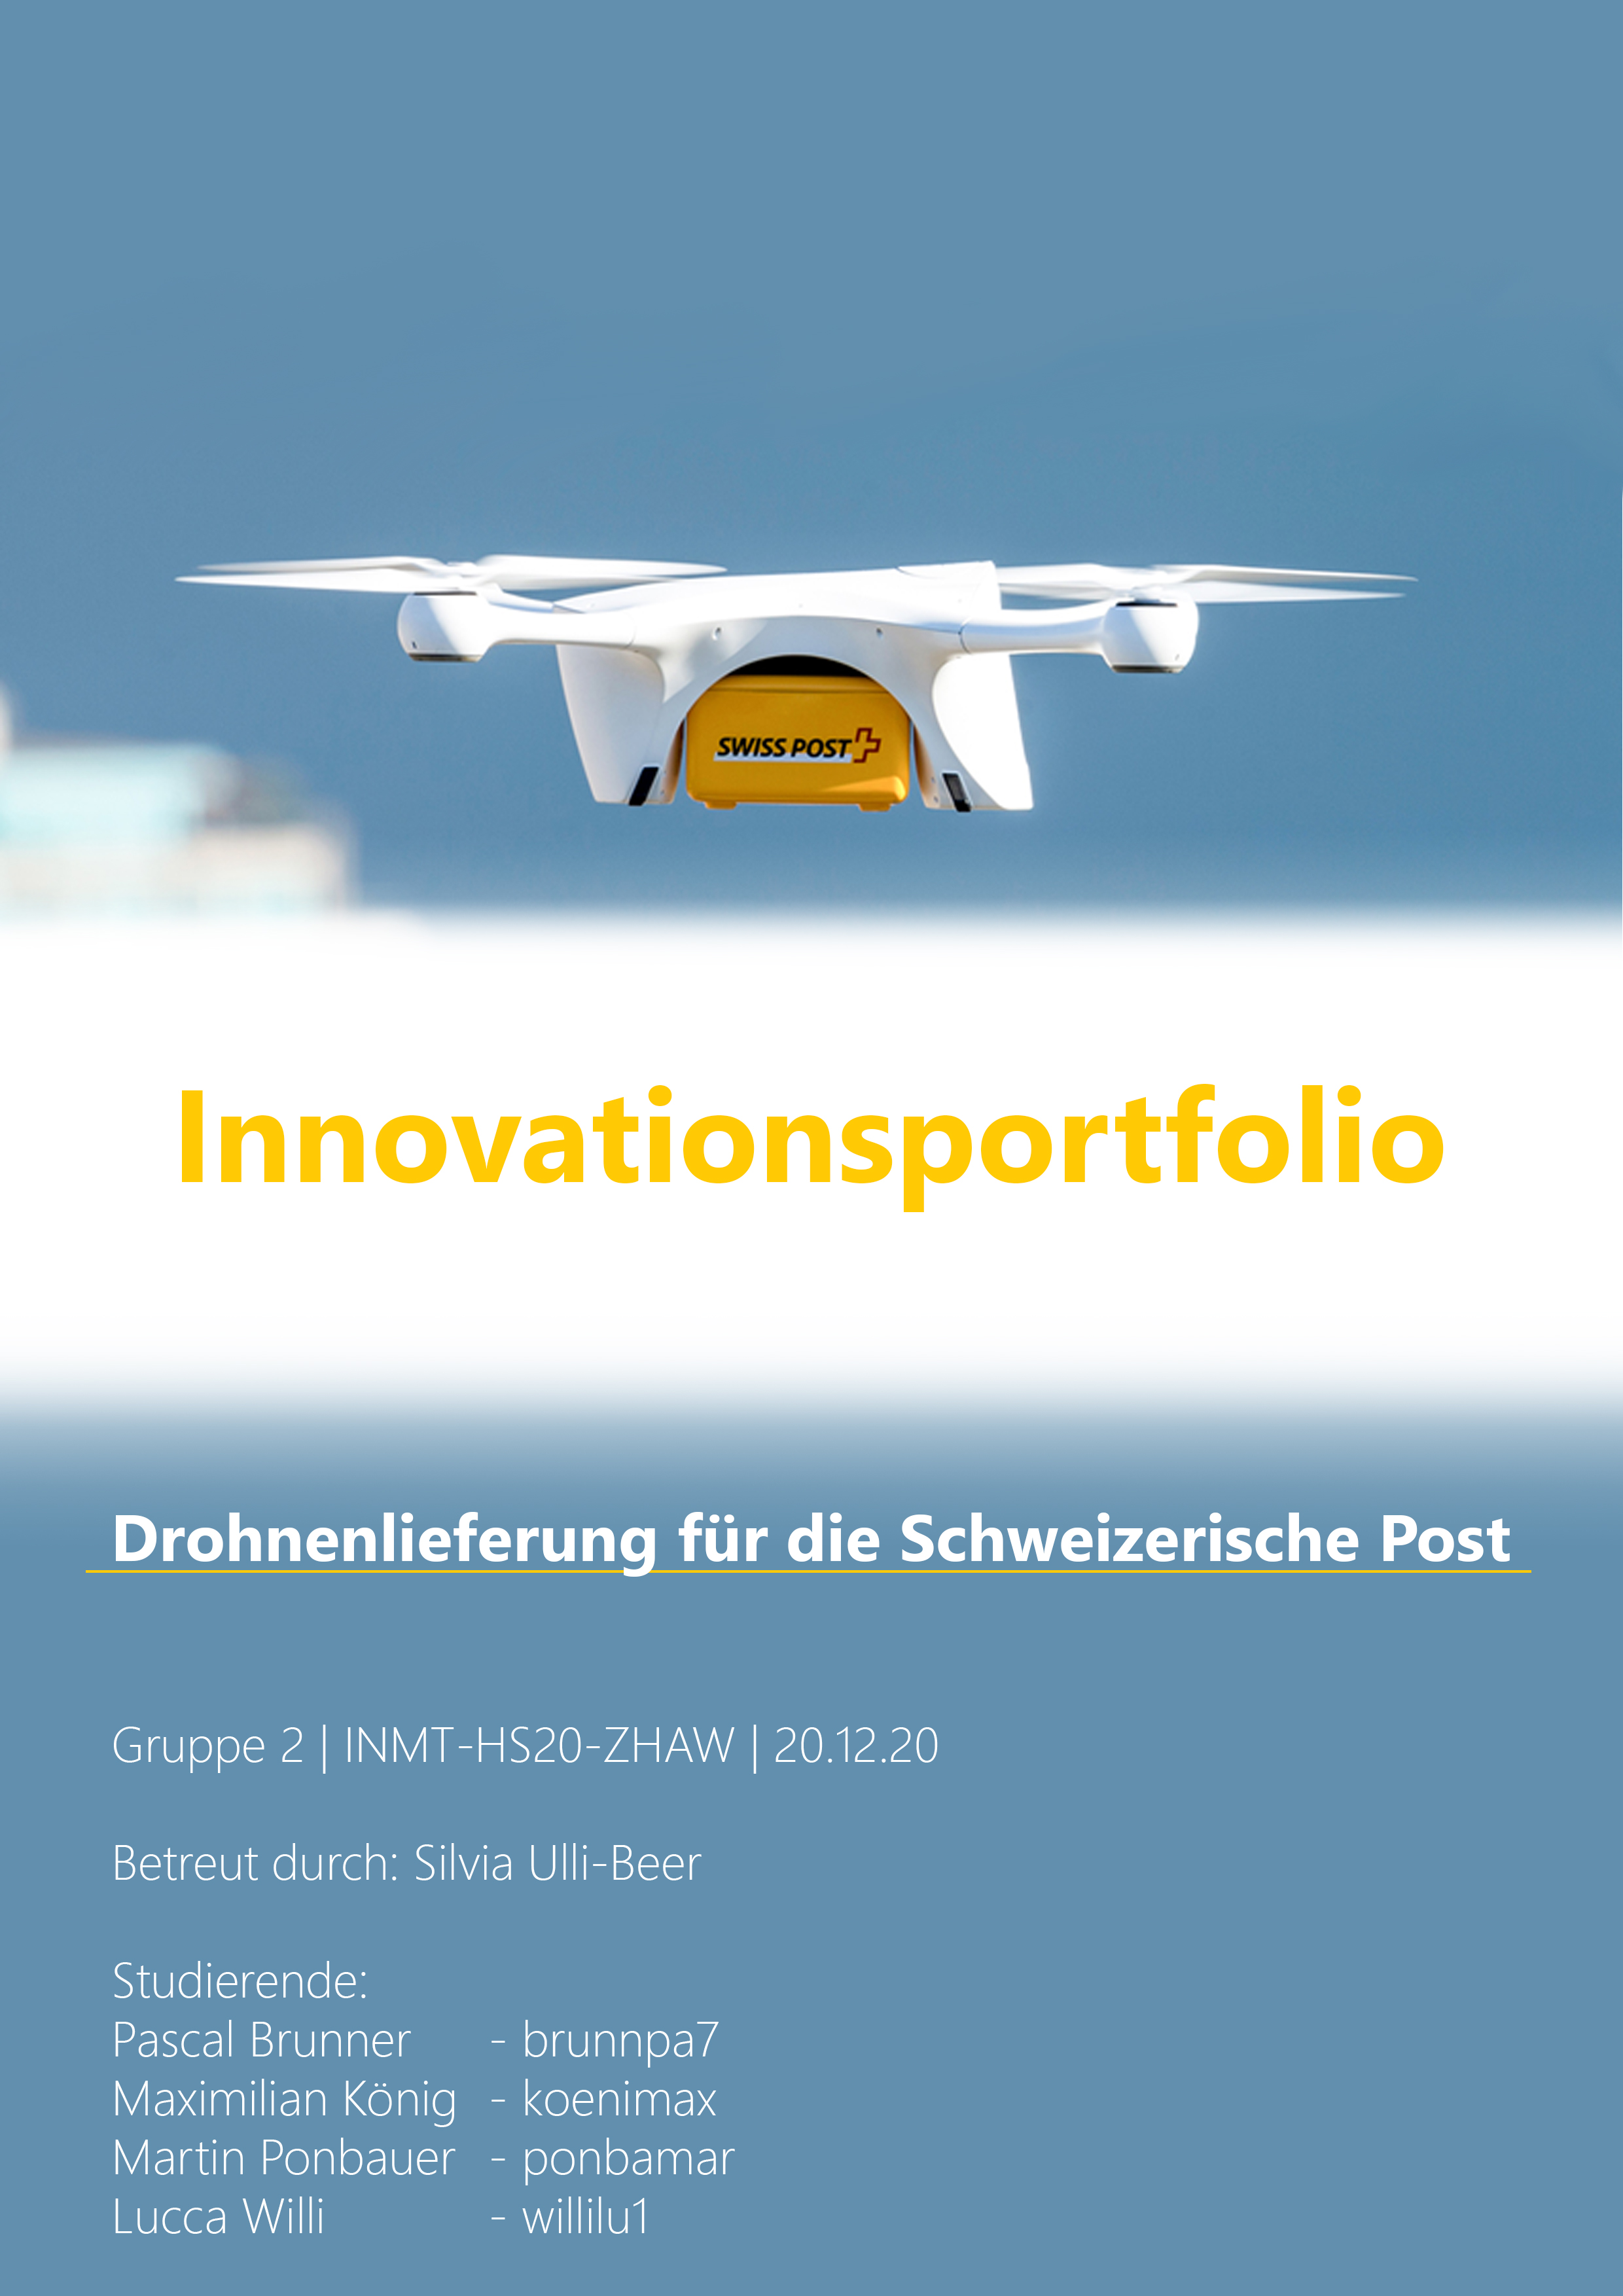 SWISS POST
Innovationsportfolio
Drohnenlieferung für die Schweizerische Post
Gruppe 2 | INMT-HS20-ZHAW | 20.12.20
Betreut durch: Silvia Ulli-Beer
Studierende:
Pascal Brunner - brunnpa7
Maximilian König - koenimax
Martin Ponbauer - ponbamar
Lucca Willi - willilu1